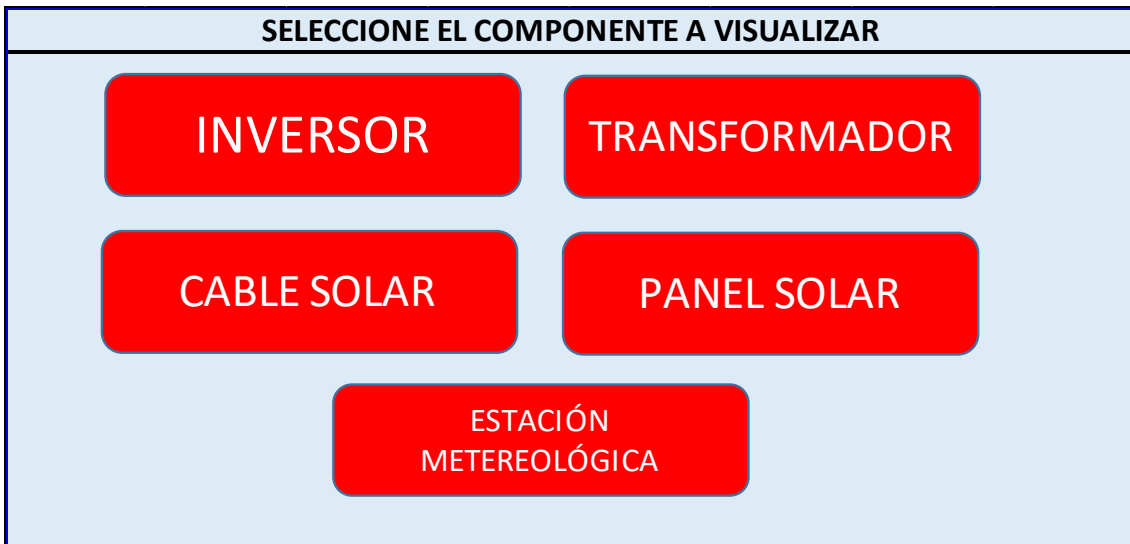 SELECCIONE EL COMPONENTE A VISUALIZAR
INVERSOR
TRANSFORMADOR
CABLE SOLAR
PANEL SOLAR
ESTACIÓN
METEREOLÓGICA